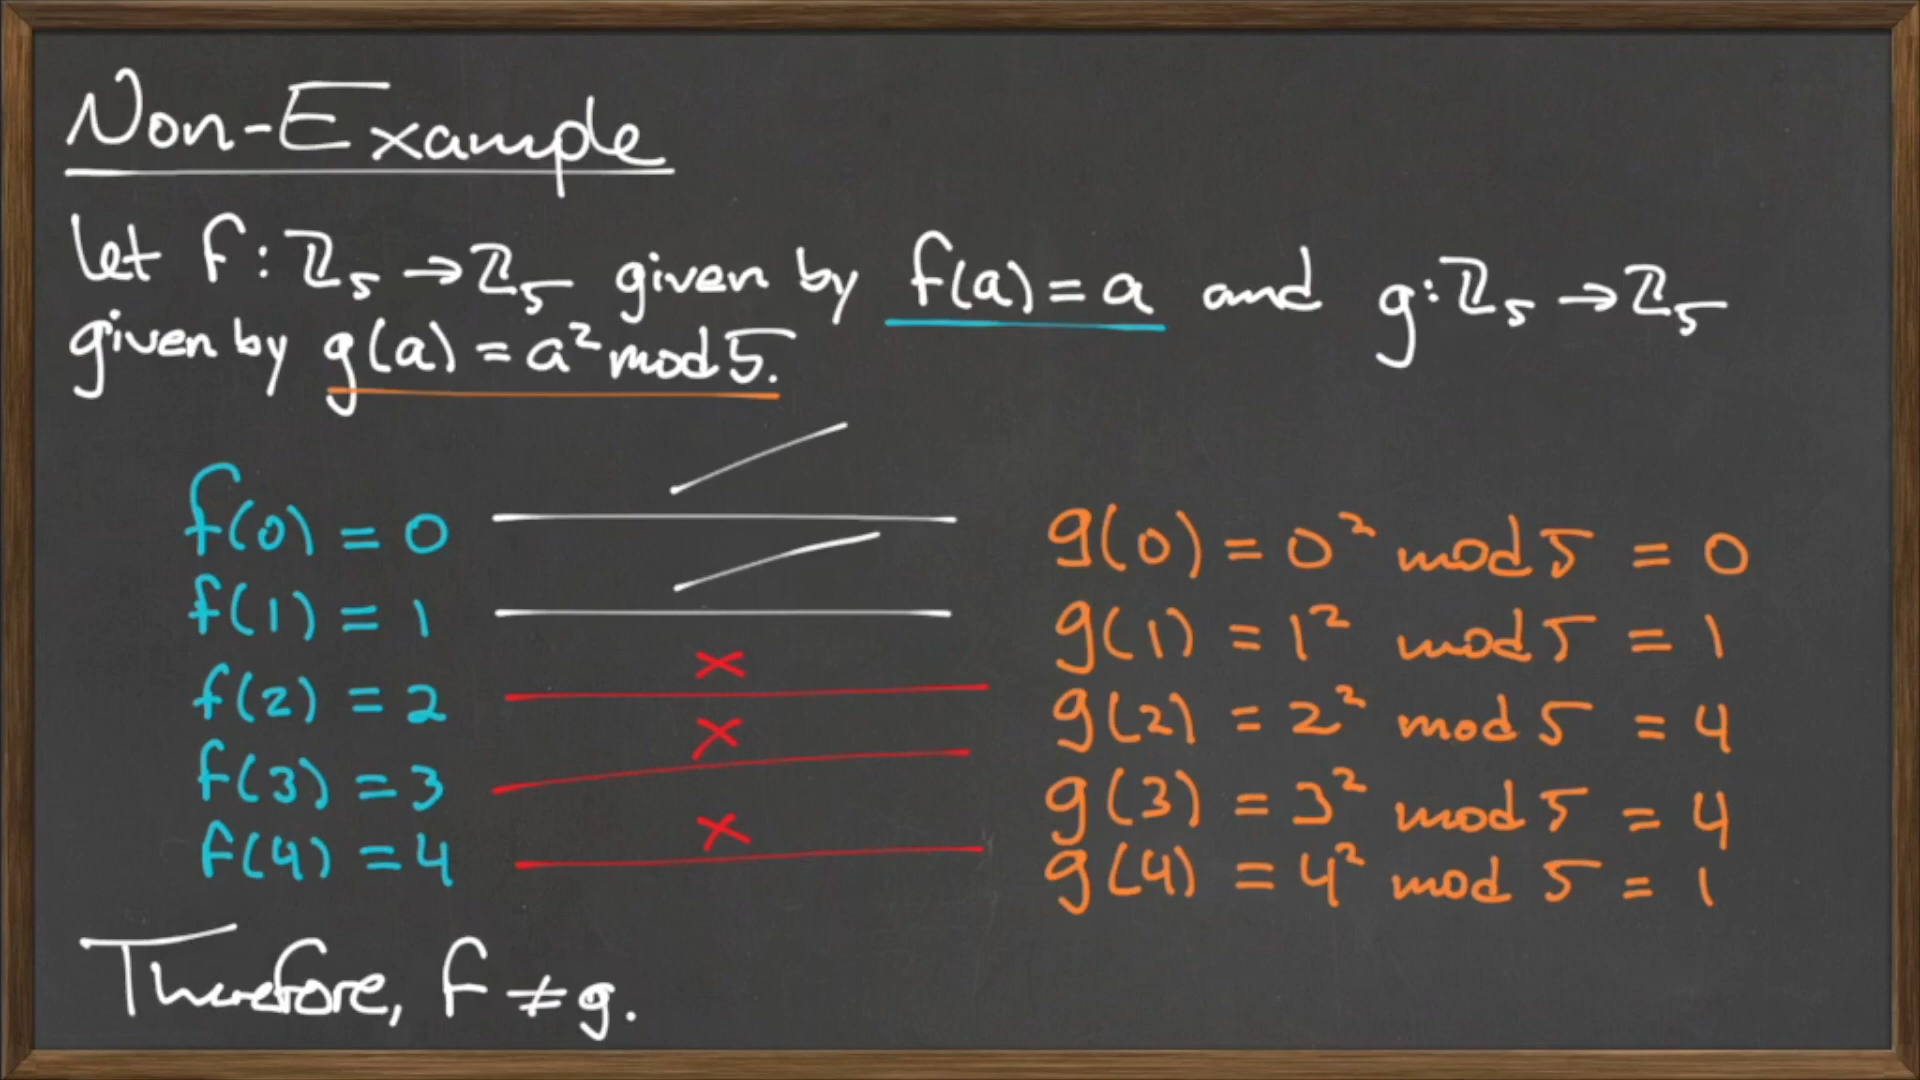 Non-Example
Let f: ℤ₅ → ℤ₅ given by f(a) = a and g: ℤ₅ → ℤ₅
given by g(a) = a² mod 5.
f(0) = 0 g(0) = 0² mod 5 = 0
f(1) = 1 g(1) = 1² mod 5 = 1
f(2) = 2 × g(2) = 2² mod 5 = 4
f(3) = 3 × g(3) = 3² mod 5 = 4
f(4) = 4 × g(4) = 4² mod 5 = 1
Therefore, f ≠ g.